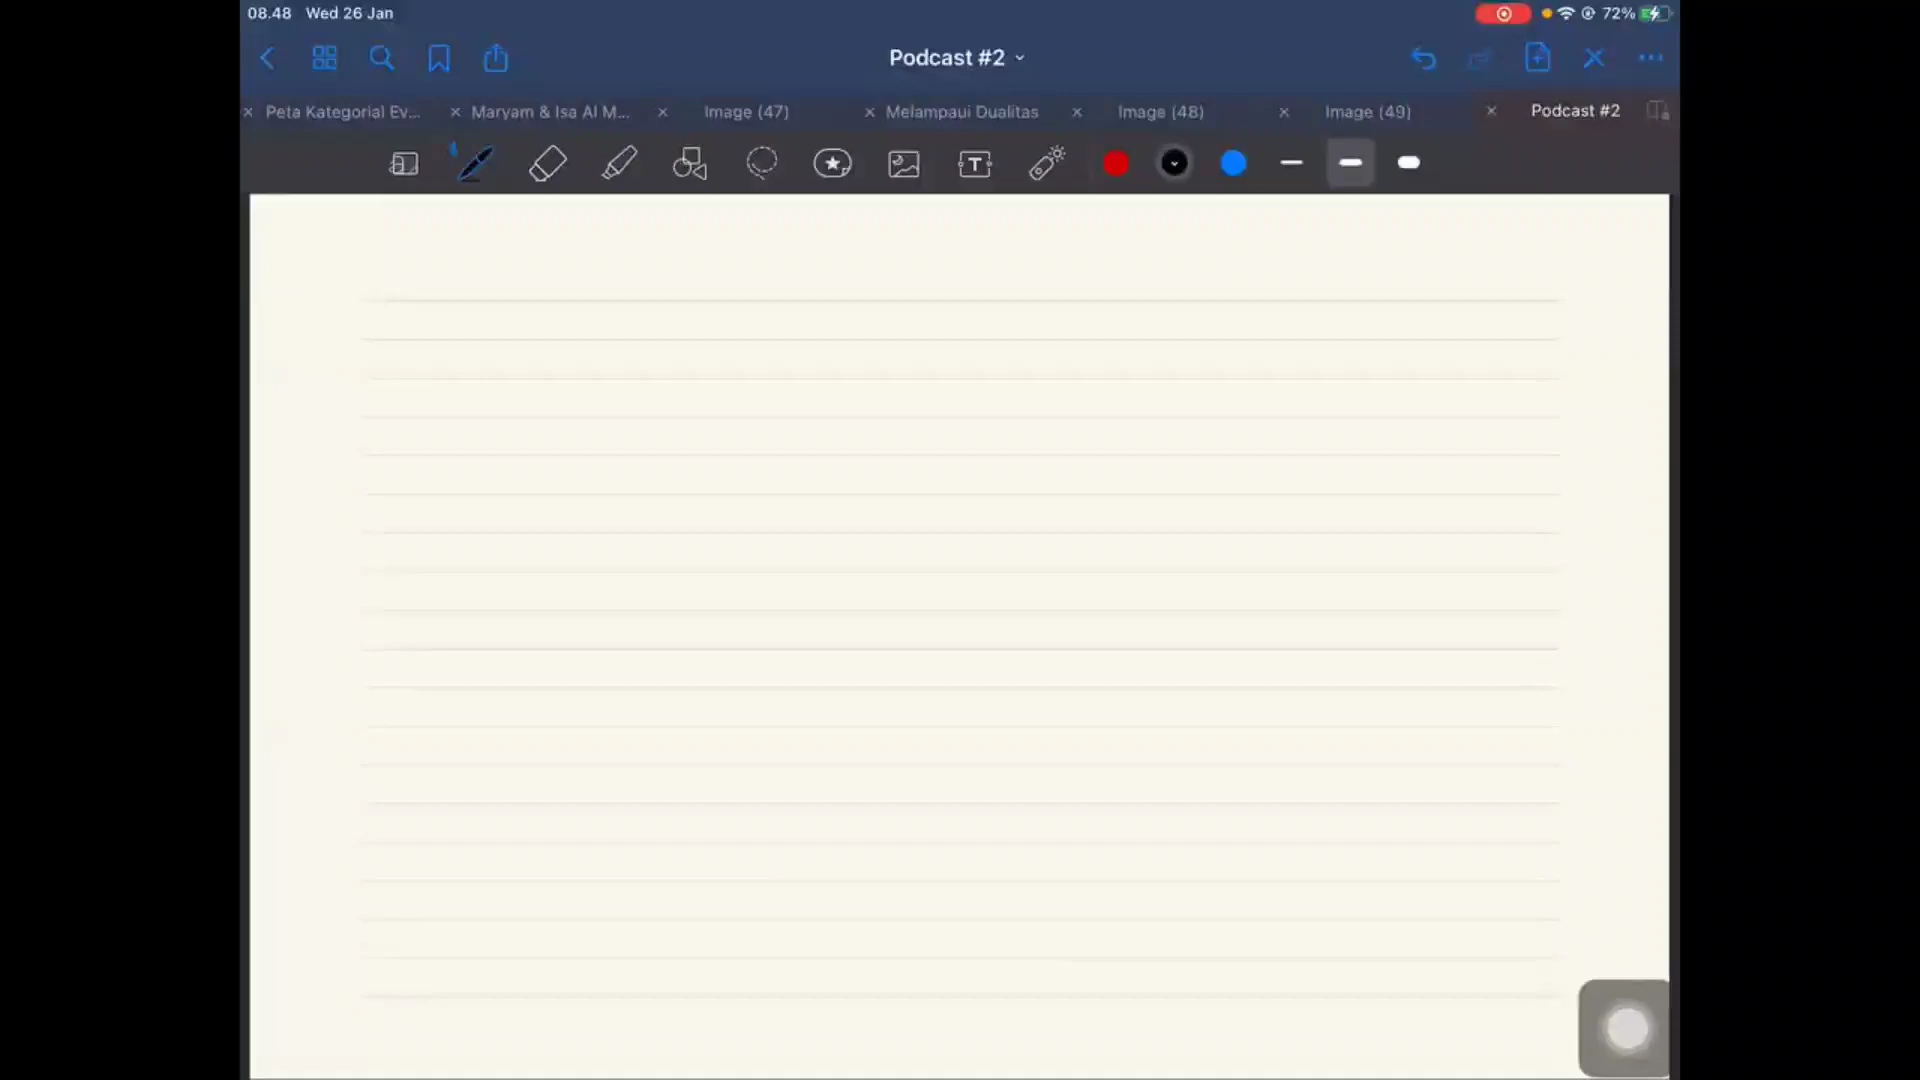 08.48 Wed 26 Jan
72%
Podcast #2
Peta Kategorial Ev...
Maryam & Isa Al M...
Image (47)
Melampaui Dualitas
Image (48)
Image (49)
Podcast #2